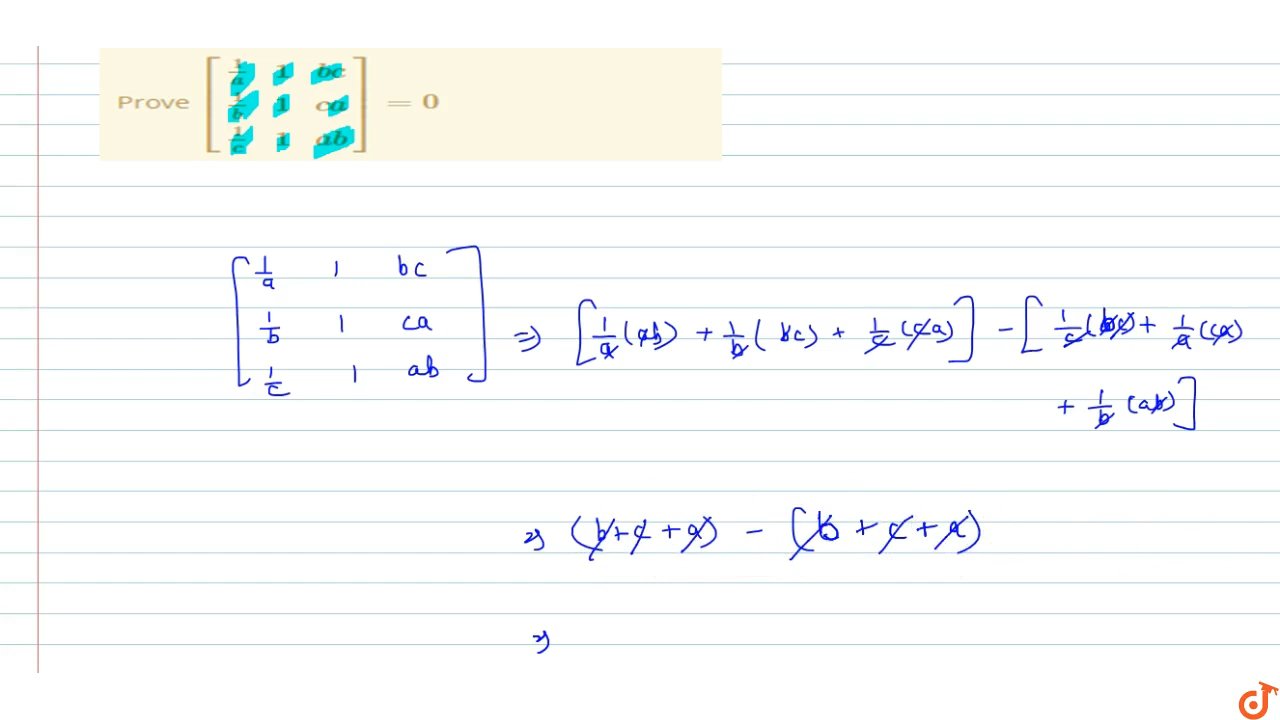 Prove [ 1/a 1 bc
1/b 1 ca
1/c 1 ab ] = 0
[ 1/a 1 bc
1/b 1 ca
1/c 1 ab ] ⇒ [ 1/a (ab) + 1/b ( bc) + 1/c (ca) ] - [ 1/c (bc) + 1/a (ca)
+ 1/b (ab) ]
⇒ (b+c+a) - (b+c+a)
⇒